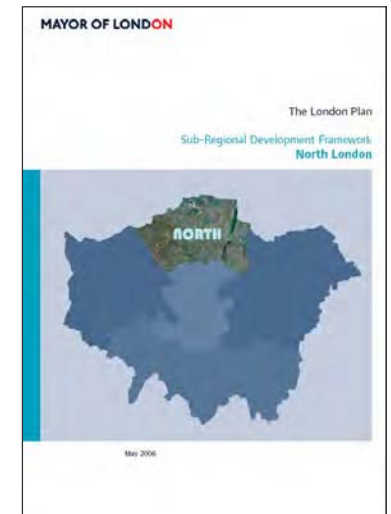 MAYOR OF LONDON
The London Plan
Sub-Regional Development Framework
North London
NORTH
May 2006